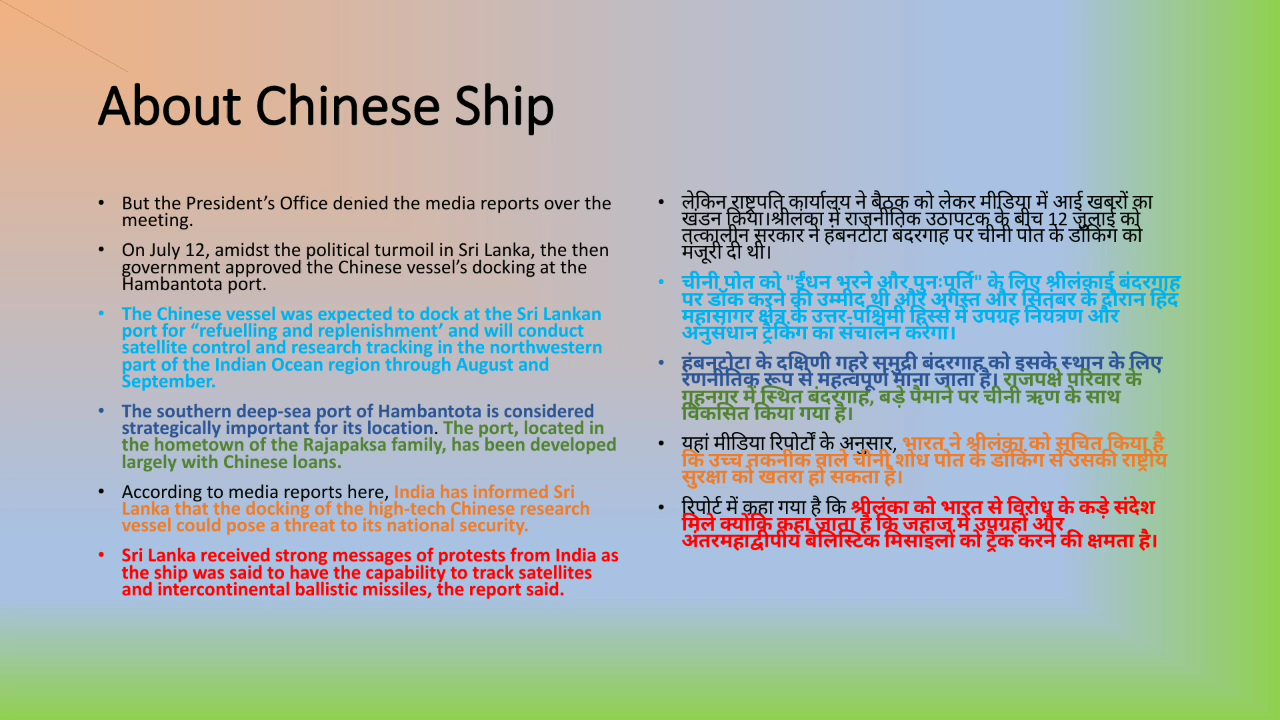 About Chinese Ship
• But the President’s Office denied the media reports over the
meeting.
• On July 12, amidst the political turmoil in Sri Lanka, the then
government approved the Chinese vessel’s docking at the
Hambantota port.
• The Chinese vessel was expected to dock at the Sri Lankan
port for “refuelling and replenishment’ and will conduct
satellite control and research tracking in the northwestern
part of the Indian Ocean region through August and
September.
• The southern deep-sea port of Hambantota is considered
strategically important for its location. The port, located in
the hometown of the Rajapaksa family, has been developed
largely with Chinese loans.
• According to media reports here, India has informed Sri
Lanka that the docking of the high-tech Chinese research
vessel could pose a threat to its national security.
• Sri Lanka received strong messages of protests from India as
the ship was said to have the capability to track satellites
and intercontinental ballistic missiles, the report said.
• लेकिन राष्ट्रपति कार्यालय ने बैठक को लेकर मीडिया में आई खबरों का
खंडन किया।श्रीलंका में राजनीतिक उठापटक के बीच 12 जुलाई को
तत्कालीन सरकार ने हंबनटोटा बंदरगाह पर चीनी पोत के डॉकिंग को
मंजूरी दी थी।
• चीनी पोत को "ईंधन भरने और पुनःपूर्ति" के लिए श्रीलंकाई बंदरगाह
पर डॉक करने की उम्मीद थी और अगस्त और सितंबर के दौरान हिंद
महासागर क्षेत्र के उत्तर-पश्चिमी हिस्से में उपग्रह नियंत्रण और
अनुसंधान ट्रैकिंग का संचालन करेगा।
• हंबनटोटा के दक्षिणी गहरे समुद्री बंदरगाह को इसके स्थान के लिए
रणनीतिक रूप से महत्वपूर्ण माना जाता है। राजपक्षे परिवार के
गृहनगर में स्थित बंदरगाह, बड़े पैमाने पर चीनी ऋण के साथ
विकसित किया गया है।
• यहां मीडिया रिपोर्टों के अनुसार, भारत ने श्रीलंका को सूचित किया है
कि उच्च तकनीक वाले चीनी शोध पोत के डॉकिंग से उसकी राष्ट्रीय
सुरक्षा को खतरा हो सकता है।
• रिपोर्ट में कहा गया है कि श्रीलंका को भारत से विरोध के कड़े संदेश
मिले क्योंकि कहा जाता है कि जहाज में उपग्रहों और
अंतरमहाद्वीपीय बैलिस्टिक मिसाइलों को ट्रैक करने की क्षमता है।